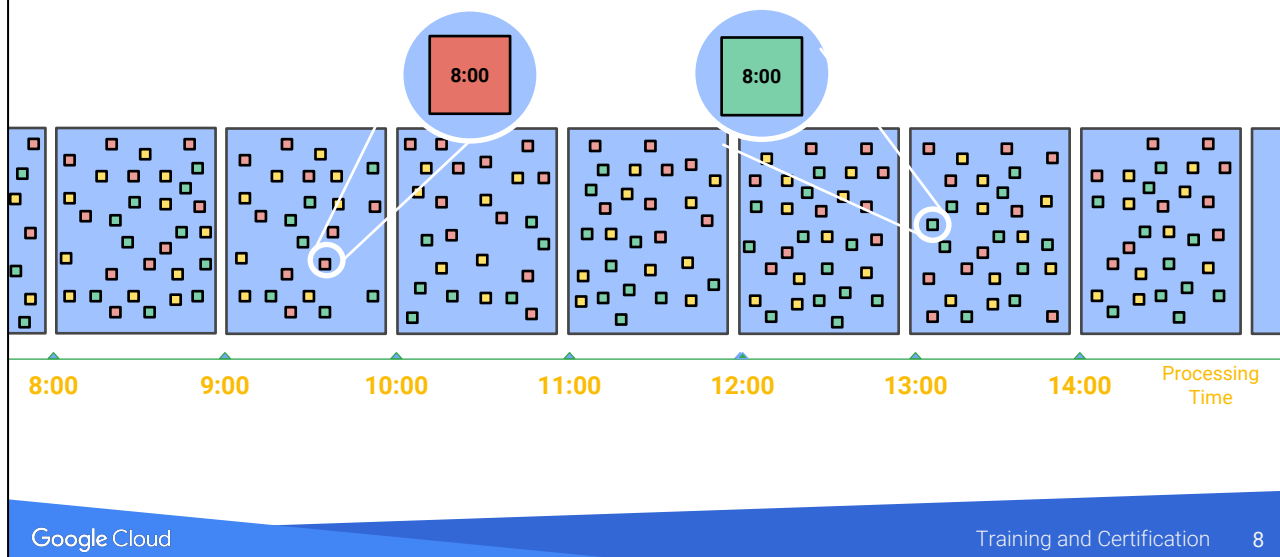 8:00
8:00
8:00
9:00
10:00
11:00
12:00
13:00
14:00
Processing
Time
Google Cloud
Training and Certification
8